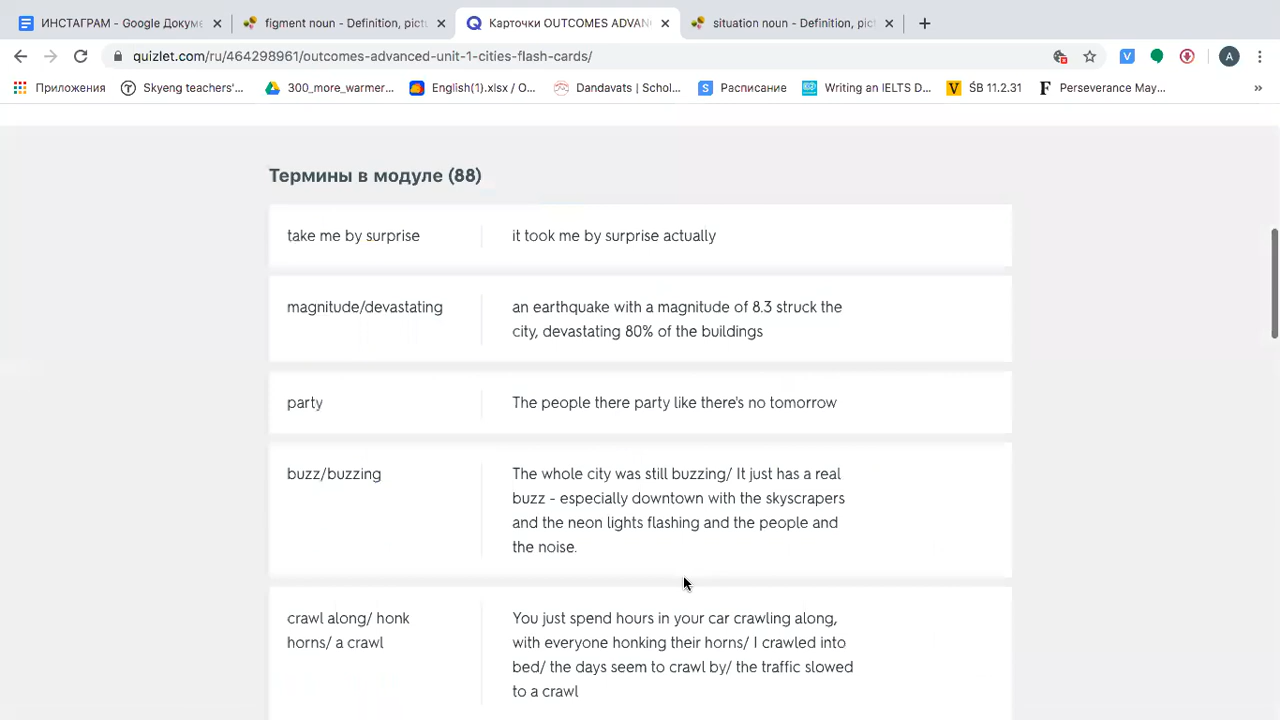 ИНСТАГРАМ - Google Докуме
figment noun - Definition, pictu
Карточки OUTCOMES ADVAN
situation noun - Definition, pict
quizlet.com/ru/464298961/outcomes-advanced-unit-1-cities-flash-cards/
A
Приложения
Skyeng teachers'...
300_more_warmer...
English(1).xlsx / O...
Dandavats | Schol...
S Расписание
Writing an IELTS D...
V ŚB 11.2.31
F Perseverance May...
»
Термины в модуле (88)
take me by surprise
it took me by surprise actually
magnitude/devastating
an earthquake with a magnitude of 8.3 struck the
city, devastating 80% of the buildings
party
The people there party like there's no tomorrow
buzz/buzzing
The whole city was still buzzing/ It just has a real
buzz - especially downtown with the skyscrapers
and the neon lights flashing and the people and
the noise.
crawl along/ honk
horns/ a crawl
You just spend hours in your car crawling along,
with everyone honking their horns/ I crawled into
bed/ the days seem to crawl by/ the traffic slowed
to a crawl